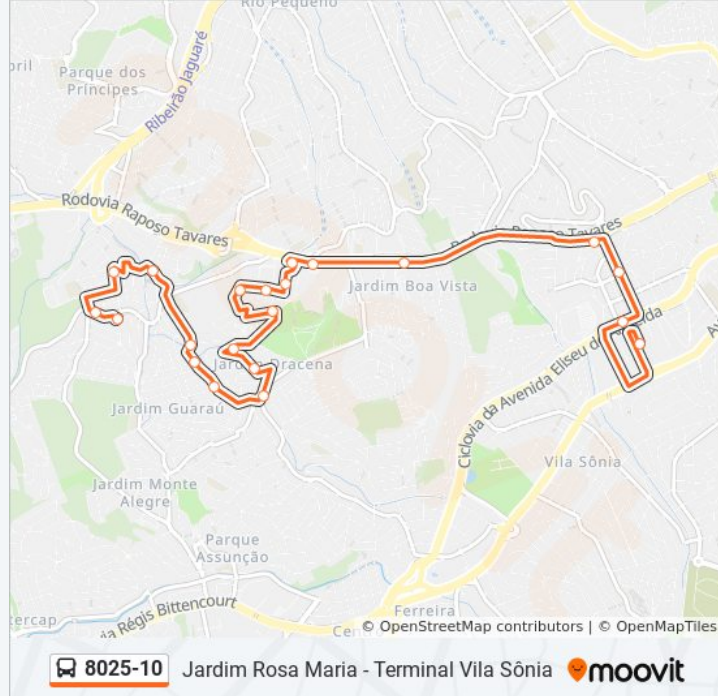 Rio Pequeno
Ribeirão Jaguaré
Parque dos
Príncipes
Rodovia Raposo Tavares
Tavares
Jardim Boa Vista
Ciclovia da Avenida Eliseu de Almeida
Jardim Dracena
Jardim Guaraú
Vila Sônia
Jardim Monte
Alegre
Parque
Assunção
Ferreira
Régis Bittencourt
© OpenStreetMap contributors | © OpenMapTiles
8025-10 Jardim Rosa Maria - Terminal Vila Sônia moovit